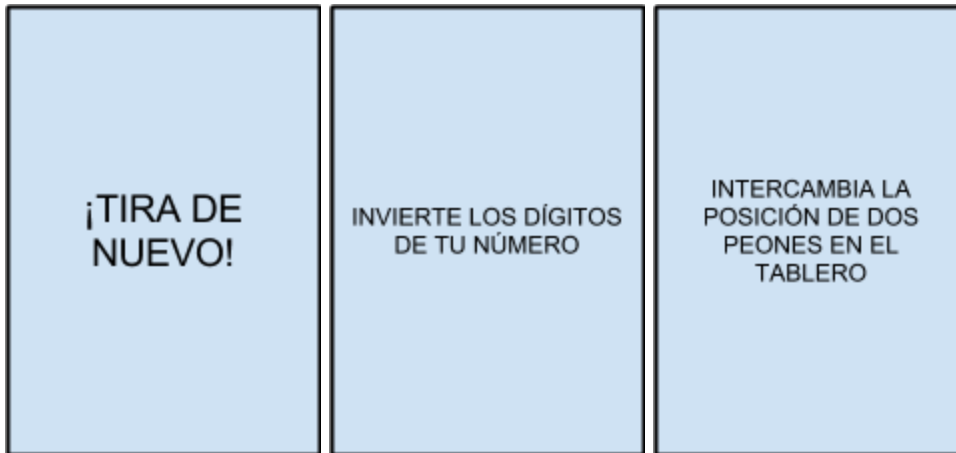 ¡TIRA DE
NUEVO!
INVIERTE LOS DÍGITOS
DE TU NÚMERO
INTERCAMBIA LA
POSICIÓN DE DOS
PEONES EN EL
TABLERO